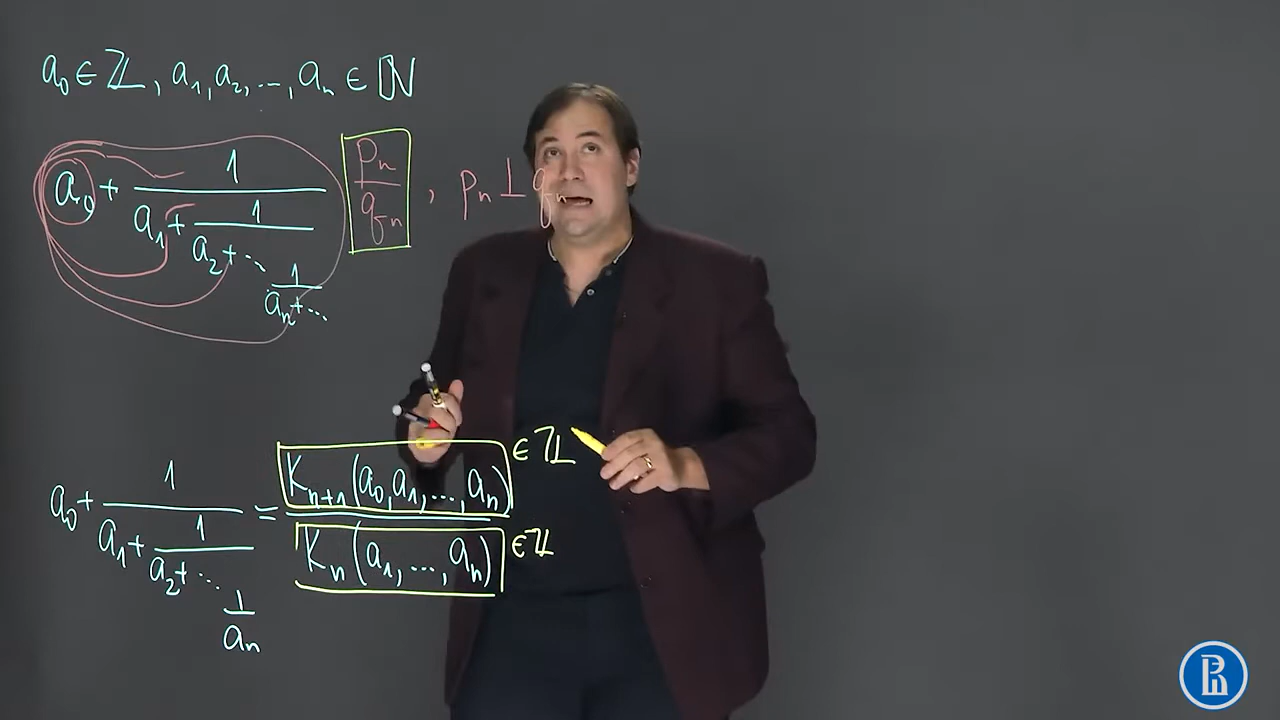 a₀ ∈ ℤ, a₁, a₂, ..., aₙ ∈ ℕ
a₀ + 1/(a₁ + 1/(a₂ + ⋱ 1/(aₙ + ...))) pₙ/qₙ , pₙ ⊥ qₙ
a₀ + 1/(a₁ + 1/(a₂ + ⋱ 1/aₙ)) = Kₙ₊₁(a₀, a₁, ..., aₙ) ∈ ℤ / Kₙ(a₁, ..., aₙ) ∈ ℤ